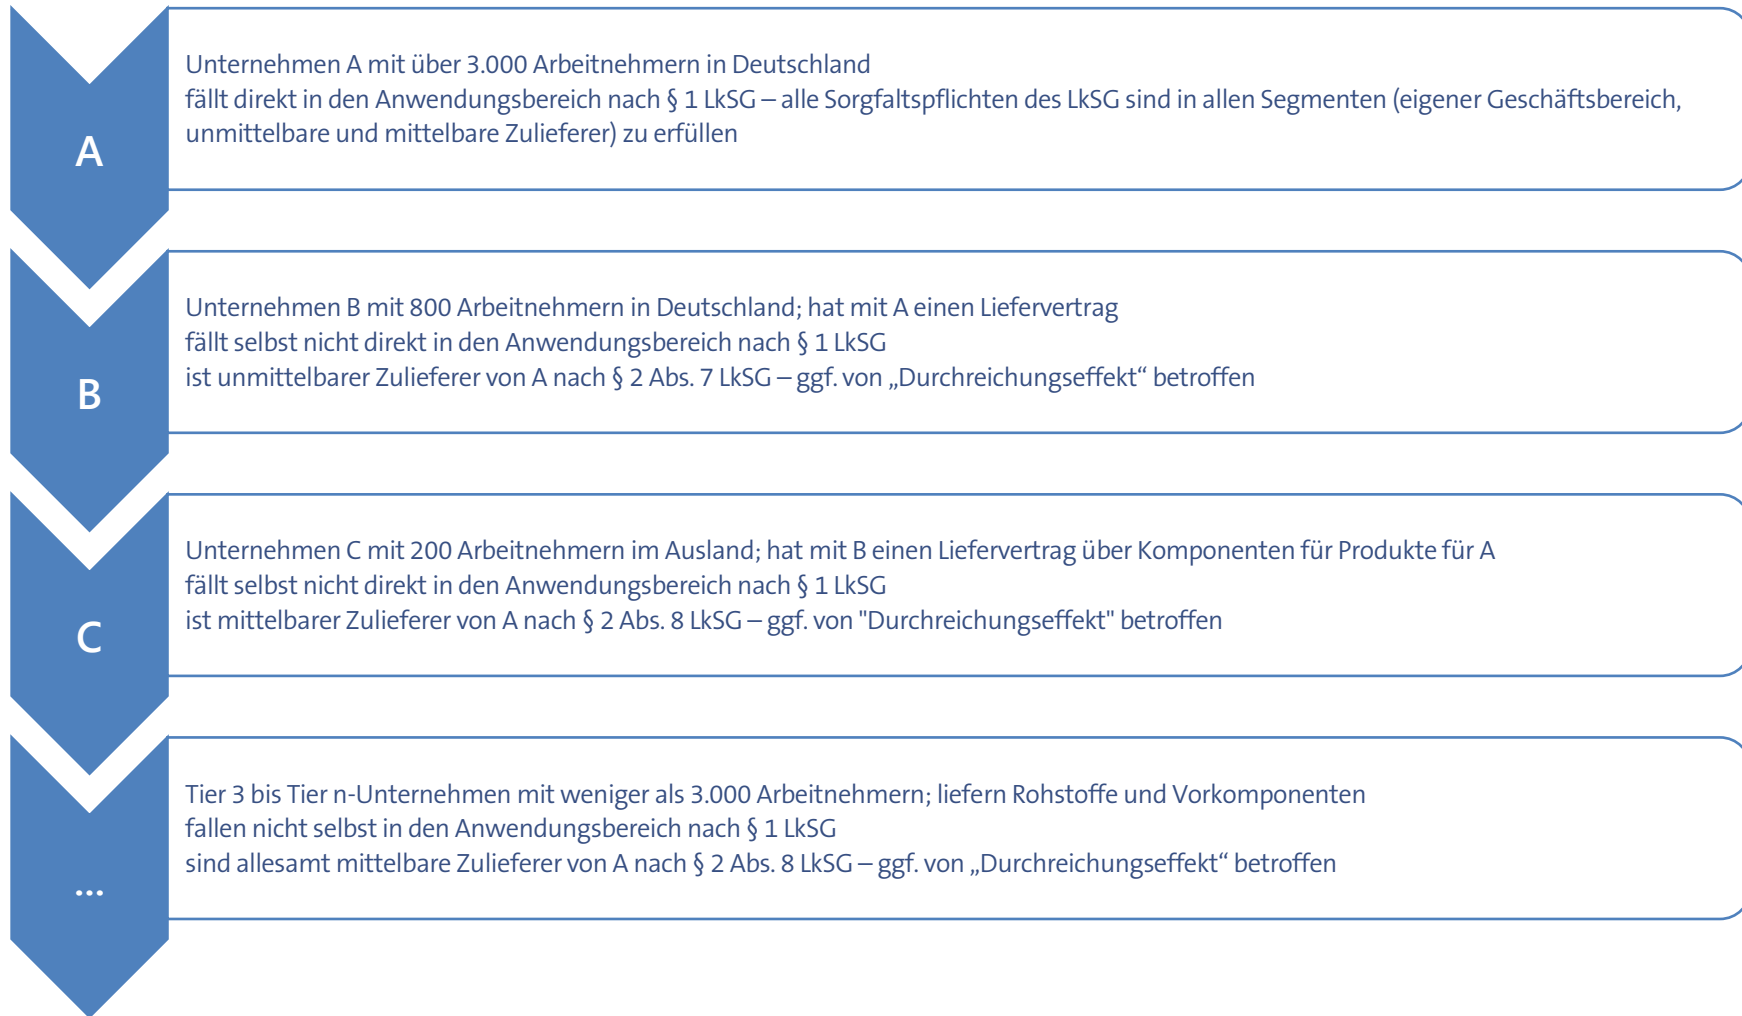 A
Unternehmen A mit über 3.000 Arbeitnehmern in Deutschland
fällt direkt in den Anwendungsbereich nach § 1 LkSG – alle Sorgfaltspflichten des LkSG sind in allen Segmenten (eigener Geschäftsbereich,
unmittelbare und mittelbare Zulieferer) zu erfüllen
B
Unternehmen B mit 800 Arbeitnehmern in Deutschland; hat mit A einen Liefervertrag
fällt selbst nicht direkt in den Anwendungsbereich nach § 1 LkSG
ist unmittelbarer Zulieferer von A nach § 2 Abs. 7 LkSG – ggf. von „Durchreichungseffekt“ betroffen
C
Unternehmen C mit 200 Arbeitnehmern im Ausland; hat mit B einen Liefervertrag über Komponenten für Produkte für A
fällt selbst nicht direkt in den Anwendungsbereich nach § 1 LkSG
ist mittelbarer Zulieferer von A nach § 2 Abs. 8 LkSG – ggf. von "Durchreichungseffekt" betroffen
...
Tier 3 bis Tier n-Unternehmen mit weniger als 3.000 Arbeitnehmern; liefern Rohstoffe und Vorkomponenten
fallen nicht selbst in den Anwendungsbereich nach § 1 LkSG
sind allesamt mittelbare Zulieferer von A nach § 2 Abs. 8 LkSG – ggf. von „Durchreichungseffekt“ betroffen